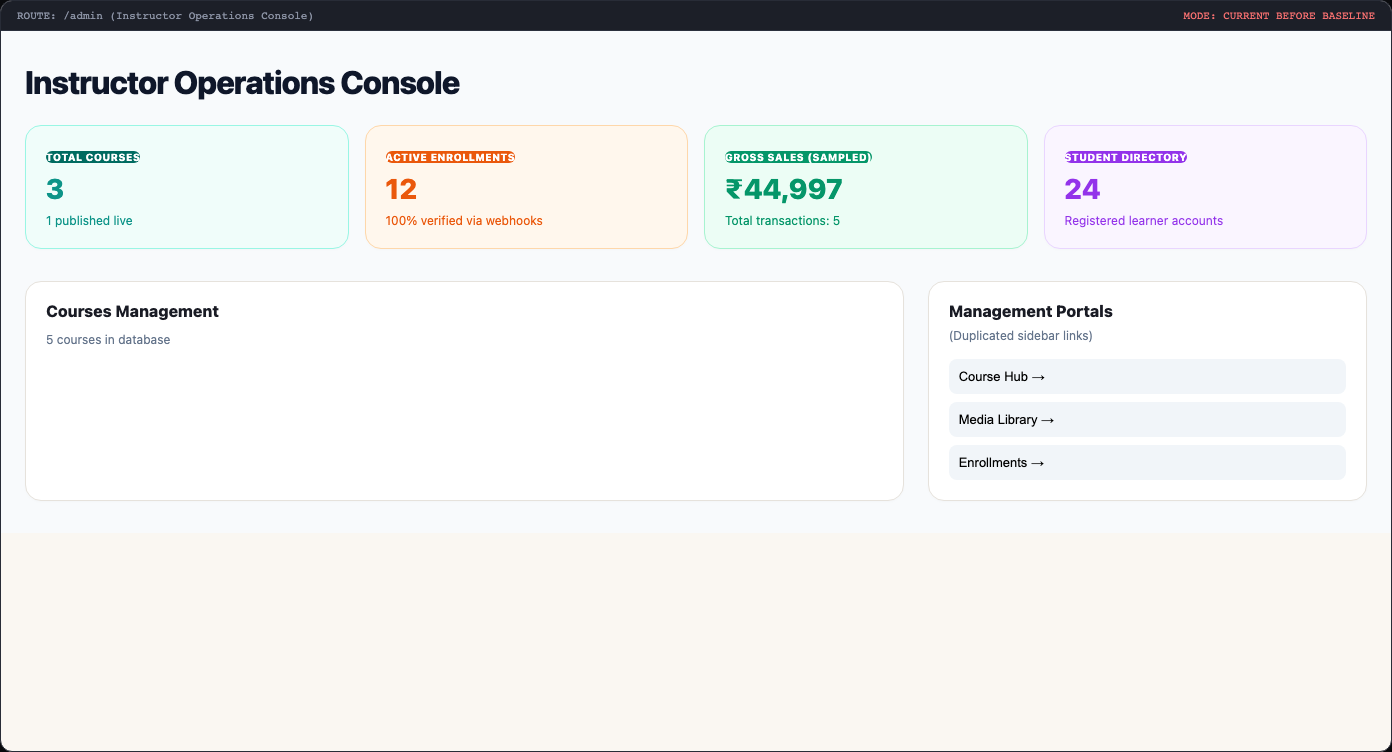 ROUTE: /admin (Instructor Operations Console)
MODE: CURRENT BEFORE BASELINE
Instructor Operations Console
TOTAL COURSES
3
1 published live
ACTIVE ENROLLMENTS
12
100% verified via webhooks
GROSS SALES (SAMPLED)
₹44,997
Total transactions: 5
STUDENT DIRECTORY
24
Registered learner accounts
Courses Management
5 courses in database
Management Portals
(Duplicated sidebar links)
Course Hub →
Media Library →
Enrollments →